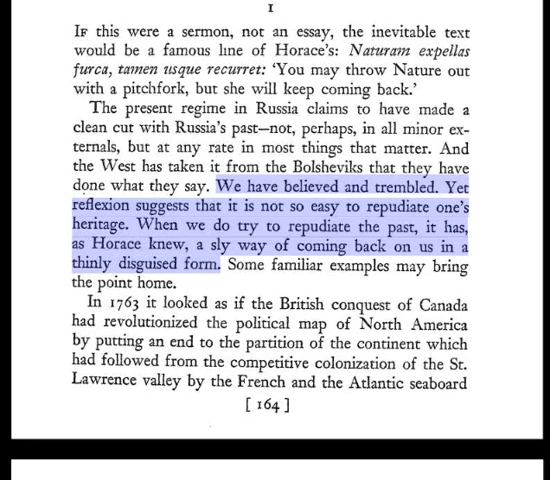 I
IF this were a sermon, not an essay, the inevitable text
would be a famous line of Horace's: Naturam expellas
furca, tamen usque recurret: 'You may throw Nature out
with a pitchfork, but she will keep coming back.'
The present regime in Russia claims to have made a
clean cut with Russia's past—not, perhaps, in all minor ex-
ternals, but at any rate in most things that matter. And
the West has taken it from the Bolsheviks that they have
done what they say. We have believed and trembled. Yet
reflexion suggests that it is not so easy to repudiate one's
heritage. When we do try to repudiate the past, it has,
as Horace knew, a sly way of coming back on us in a
thinly disguised form. Some familiar examples may bring
the point home.
In 1763 it looked as if the British conquest of Canada
had revolutionized the political map of North America
by putting an end to the partition of the continent which
had followed from the competitive colonization of the St.
Lawrence valley by the French and the Atlantic seaboard
[ 164 ]